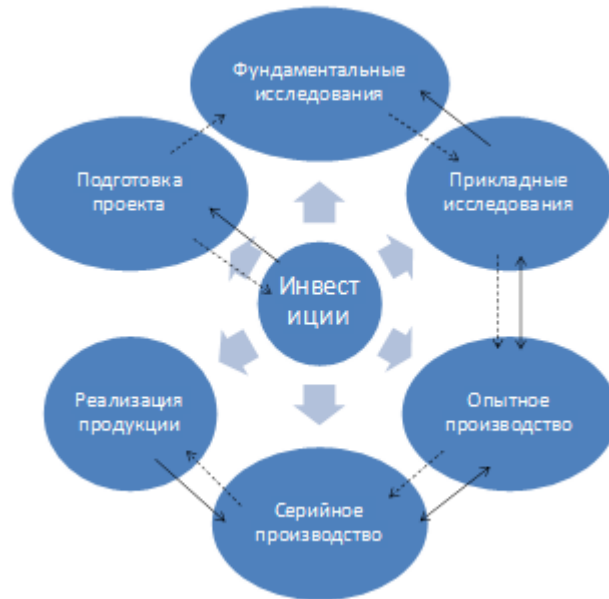 Фундаментальные
исследования
Подготовка
проекта
Прикладные
исследования
Инвест
иции
Реализация
продукции
Опытное
производство
Серийное
производство